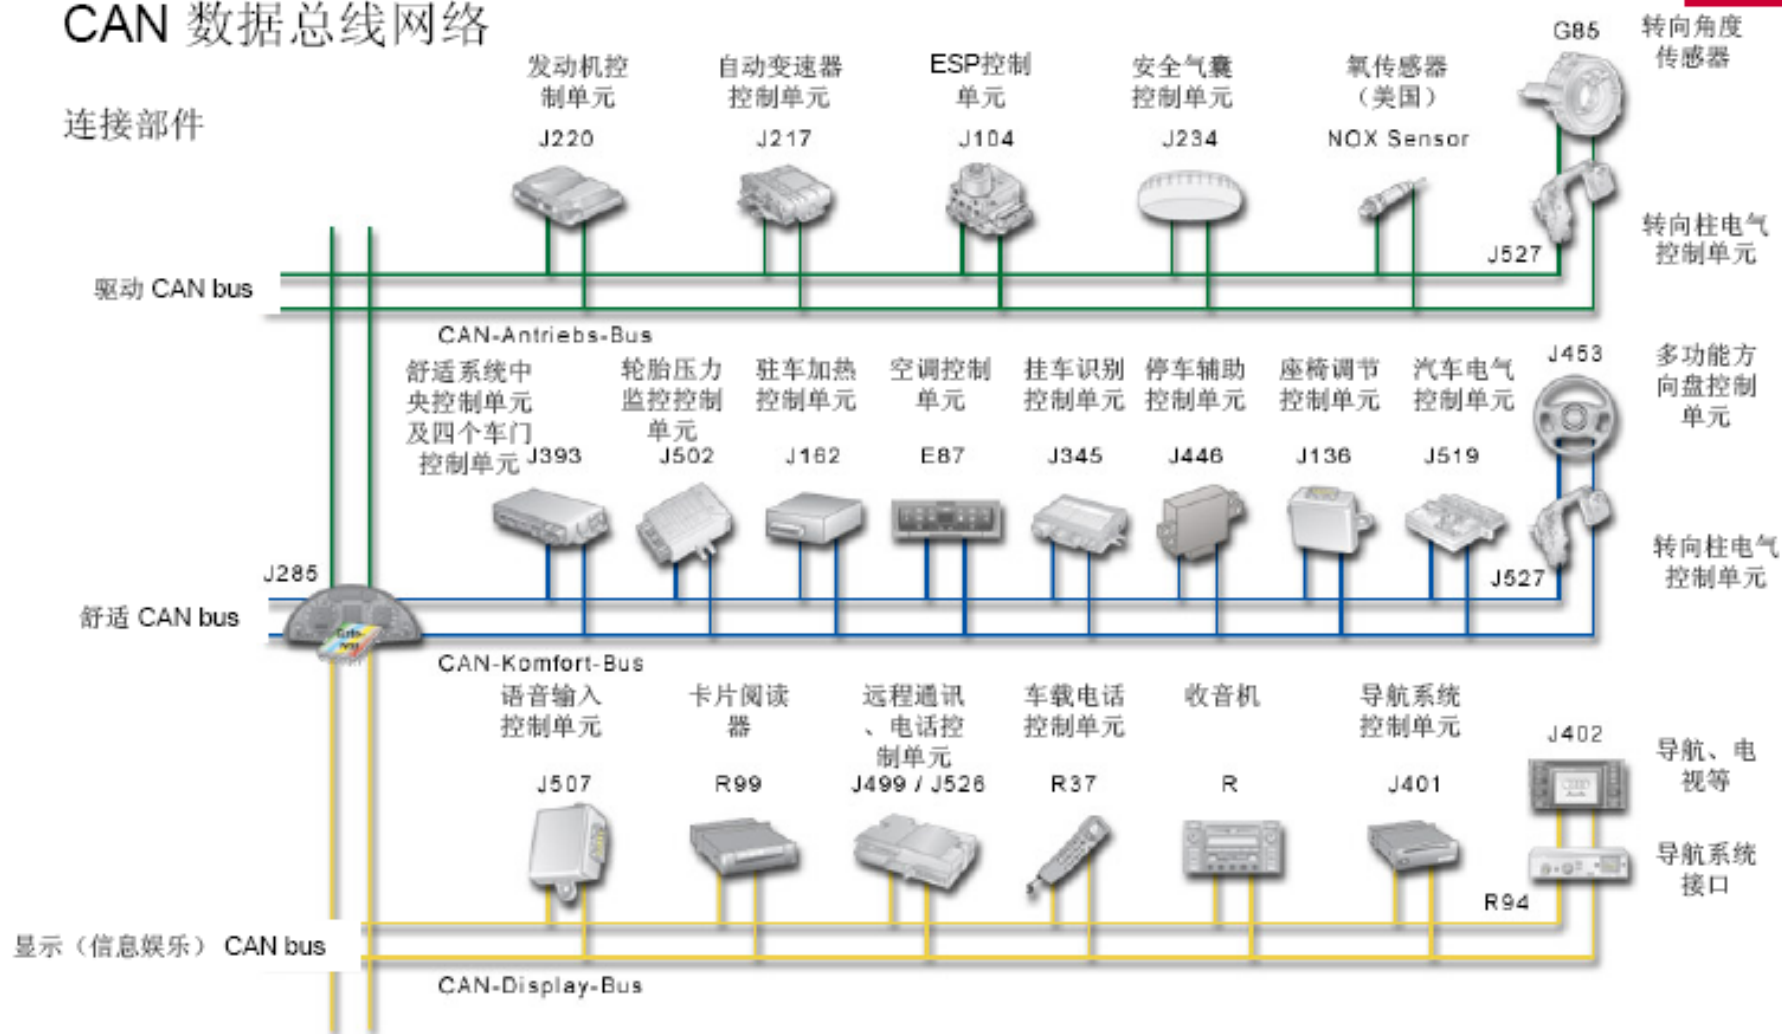 CAN 数据总线网络
连接部件
发动机控
制单元
J220
自动变速器
控制单元
J217
ESP控制
单元
J104
安全气囊
控制单元
J234
氧传感器
（美国）
NOX Sensor
G85
转向角度
传感器
转向柱电气
控制单元
J527
驱动 CAN bus
CAN-Antriebs-Bus
舒适系统中
央控制单元
及四个车门
控制单元
J393
轮胎压力
监控控制
单元
J502
驻车加热
控制单元
J162
空调控制
单元
E87
挂车识别
控制单元
J345
停车辅助
控制单元
J446
座椅调节
控制单元
J136
汽车电气
控制单元
J519
J453
多功能方
向盘控制
单元
转向柱电气
控制单元
J527
J285
舒适 CAN bus
CAN-Komfort-Bus
语音输入
控制单元
J507
卡片阅读
器
R99
远程通讯
、电话控
制单元
J499 / J526
车载电话
控制单元
R37
收音机
R
导航系统
控制单元
J401
J402
导航、电
视等
导航系统
接口
R94
显示（信息娱乐） CAN bus
CAN-Display-Bus